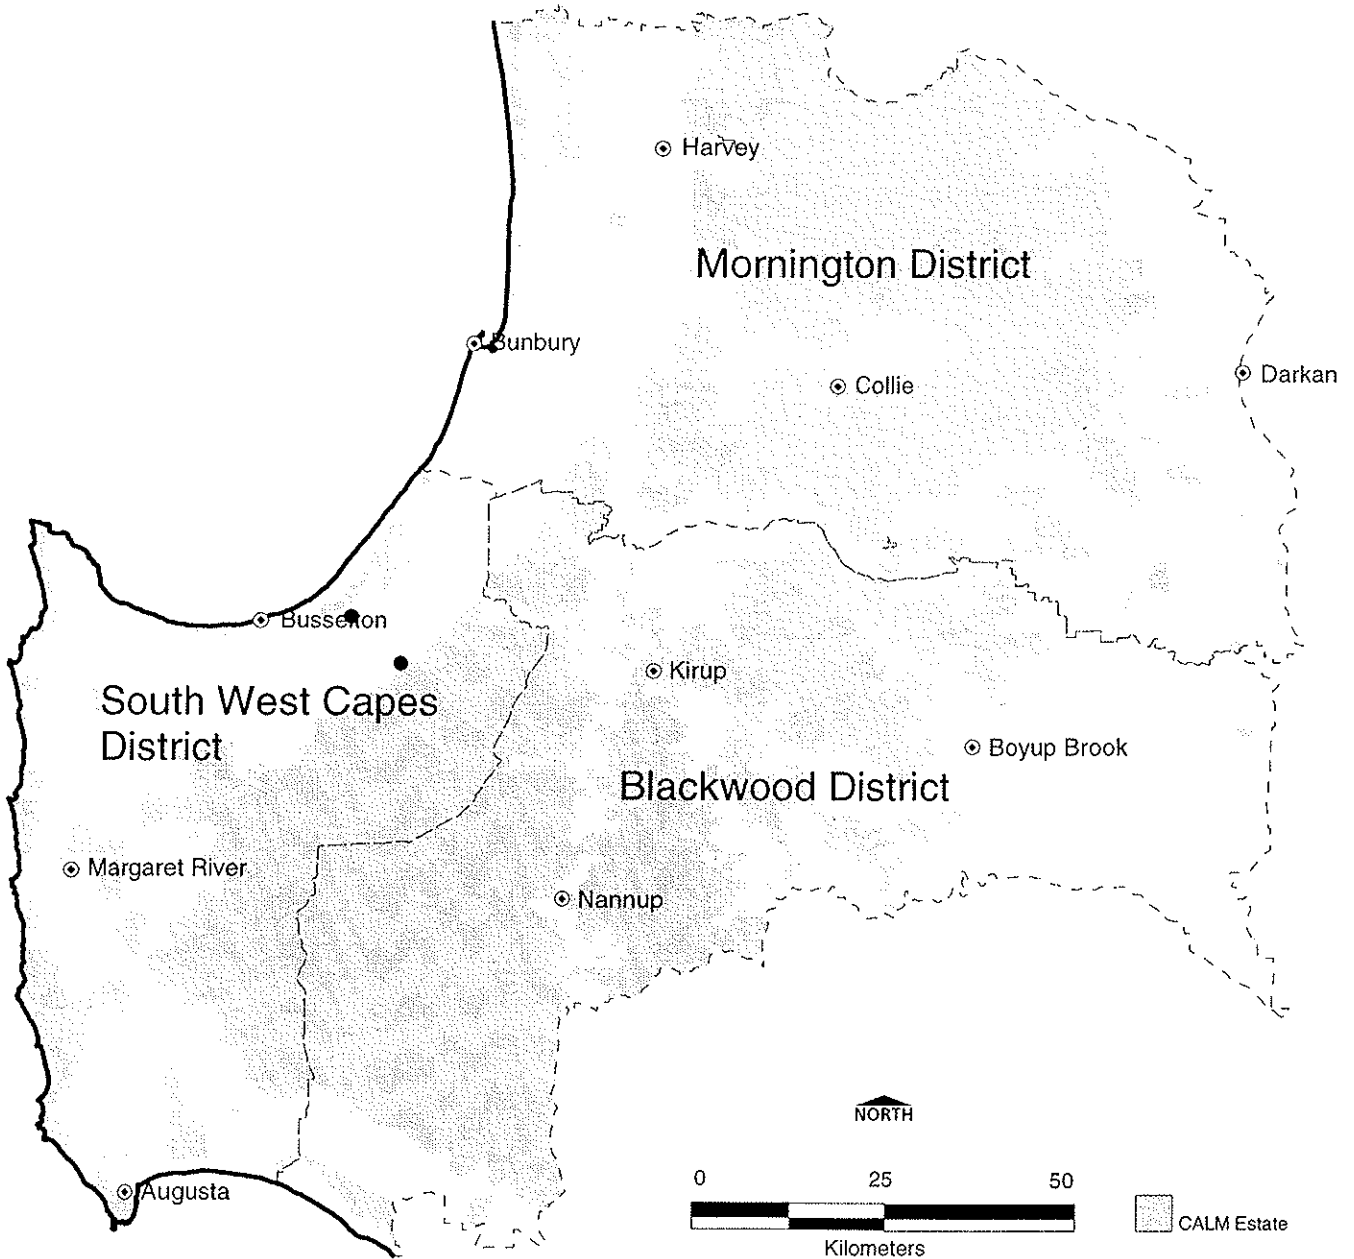 Harvey
Mornington District
Bunbury
Darkan
Collie
Busselton
Kirup
South West Capes
District
Boyup Brook
Blackwood District
Margaret River
Nannup
NORTH
0 25 50
Augusta
CALM Estate
Kilometers